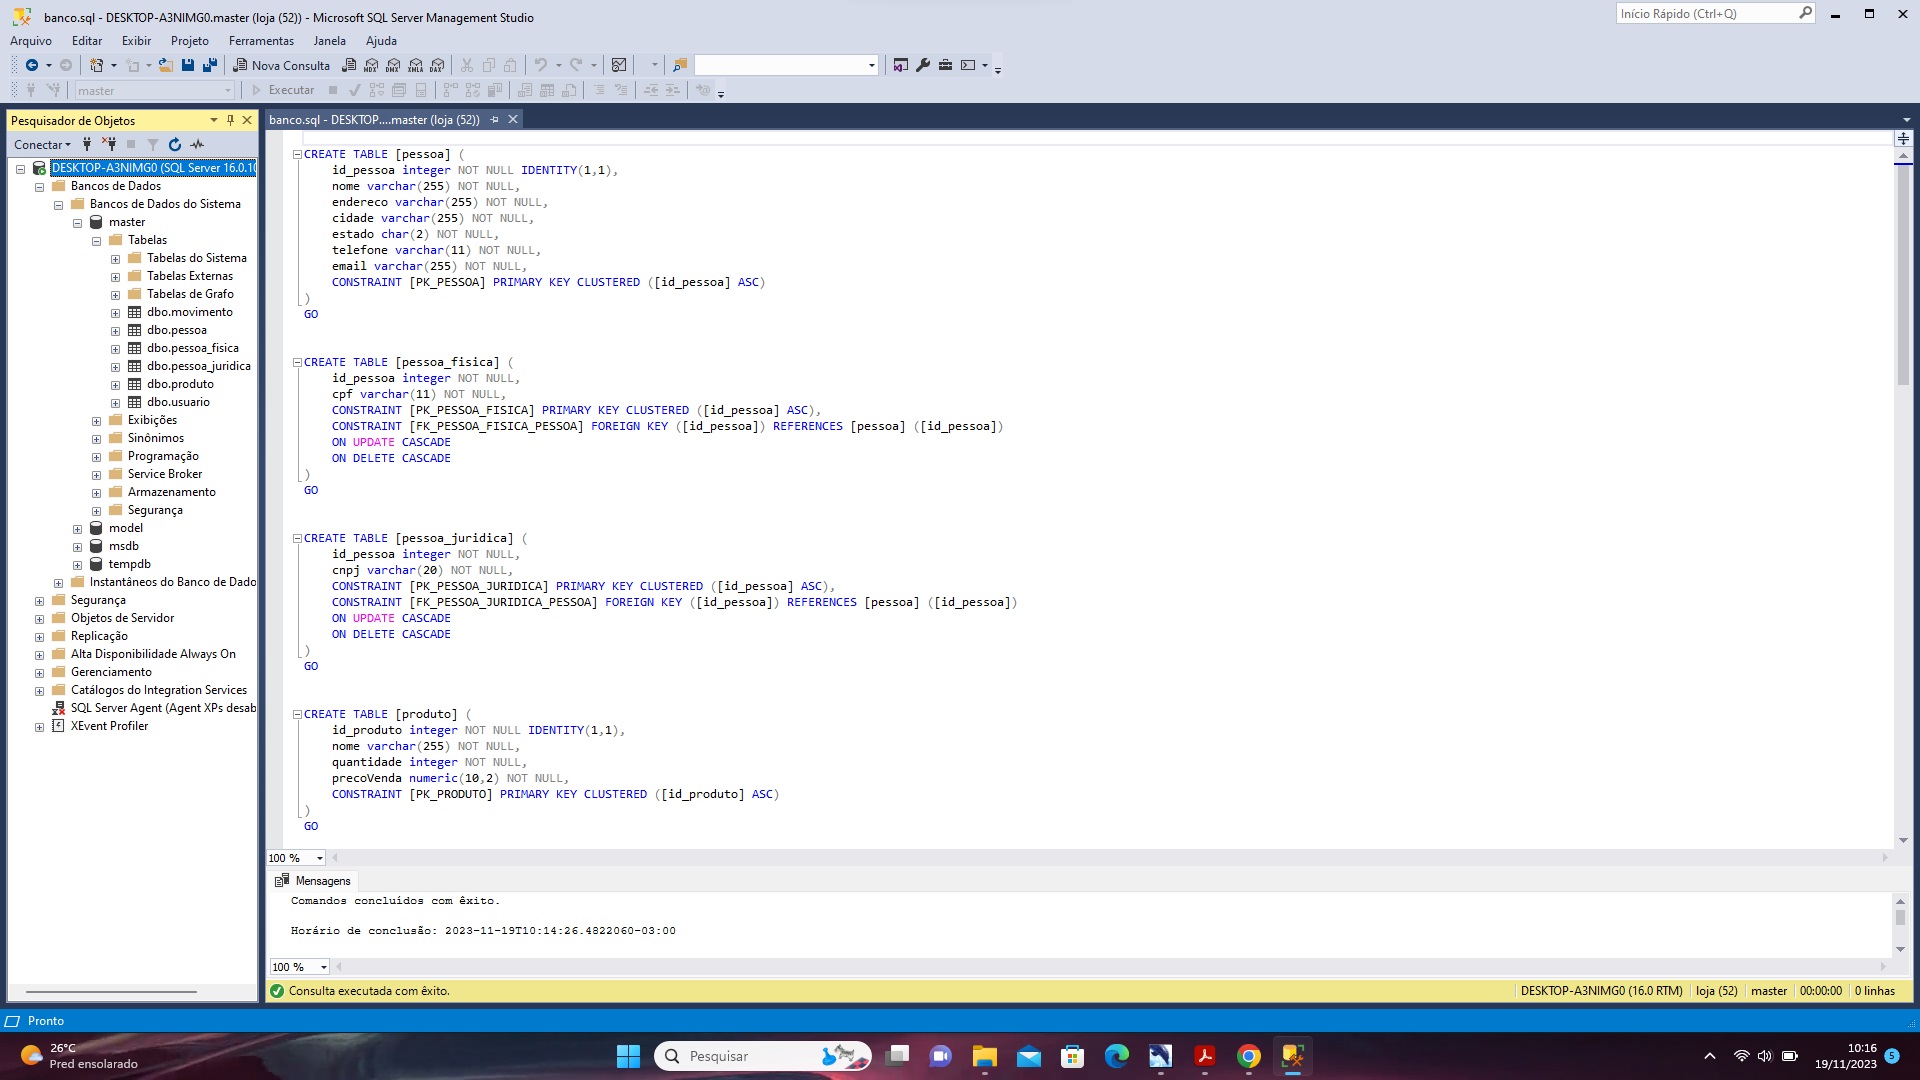 banco.sql - DESKTOP-A3NIMG0.master (loja (52)) - Microsoft SQL Server Management Studio
Início Rápido (Ctrl+Q)
Arquivo Editar Exibir Projeto Ferramentas Janela Ajuda
Nova Consulta MDX DMX XMLA DAX
master Executar
Pesquisador de Objetos
banco.sql - DESKTOP....master (loja (52))
Conectar
DESKTOP-A3NIMG0 (SQL Server 16.0.10
Bancos de Dados
Bancos de Dados do Sistema
master
Tabelas
Tabelas do Sistema
Tabelas Externas
Tabelas de Grafo
dbo.movimento
dbo.pessoa
dbo.pessoa_fisica
dbo.pessoa_juridica
dbo.produto
dbo.usuario
Exibições
Sinônimos
Programação
Service Broker
Armazenamento
Segurança
model
msdb
tempdb
Instantâneos do Banco de Dado
Segurança
Objetos de Servidor
Replicação
Alta Disponibilidade Always On
Gerenciamento
Catálogos do Integration Services
SQL Server Agent (Agent XPs desab
XEvent Profiler
CREATE TABLE [pessoa] (
id_pessoa integer NOT NULL IDENTITY(1,1),
nome varchar(255) NOT NULL,
endereco varchar(255) NOT NULL,
cidade varchar(255) NOT NULL,
estado char(2) NOT NULL,
telefone varchar(11) NOT NULL,
email varchar(255) NOT NULL,
CONSTRAINT [PK_PESSOA] PRIMARY KEY CLUSTERED ([id_pessoa] ASC)
)
GO
CREATE TABLE [pessoa_fisica] (
id_pessoa integer NOT NULL,
cpf varchar(11) NOT NULL,
CONSTRAINT [PK_PESSOA_FISICA] PRIMARY KEY CLUSTERED ([id_pessoa] ASC),
CONSTRAINT [FK_PESSOA_FISICA_PESSOA] FOREIGN KEY ([id_pessoa]) REFERENCES [pessoa] ([id_pessoa])
ON UPDATE CASCADE
ON DELETE CASCADE
)
GO
CREATE TABLE [pessoa_juridica] (
id_pessoa integer NOT NULL,
cnpj varchar(20) NOT NULL,
CONSTRAINT [PK_PESSOA_JURIDICA] PRIMARY KEY CLUSTERED ([id_pessoa] ASC),
CONSTRAINT [FK_PESSOA_JURIDICA_PESSOA] FOREIGN KEY ([id_pessoa]) REFERENCES [pessoa] ([id_pessoa])
ON UPDATE CASCADE
ON DELETE CASCADE
)
GO
CREATE TABLE [produto] (
id_produto integer NOT NULL IDENTITY(1,1),
nome varchar(255) NOT NULL,
quantidade integer NOT NULL,
precoVenda numeric(10,2) NOT NULL,
CONSTRAINT [PK_PRODUTO] PRIMARY KEY CLUSTERED ([id_produto] ASC)
)
GO
100 %
Mensagens
Comandos concluídos com êxito.
Horário de conclusão: 2023-11-19T10:14:26.4822060-03:00
100 %
Consulta executada com êxito.
DESKTOP-A3NIMG0 (16.0 RTM) loja (52) master 00:00:00 0 linhas
Pronto
26°C
Pred ensolarado
Pesquisar
10:16
19/11/2023
5